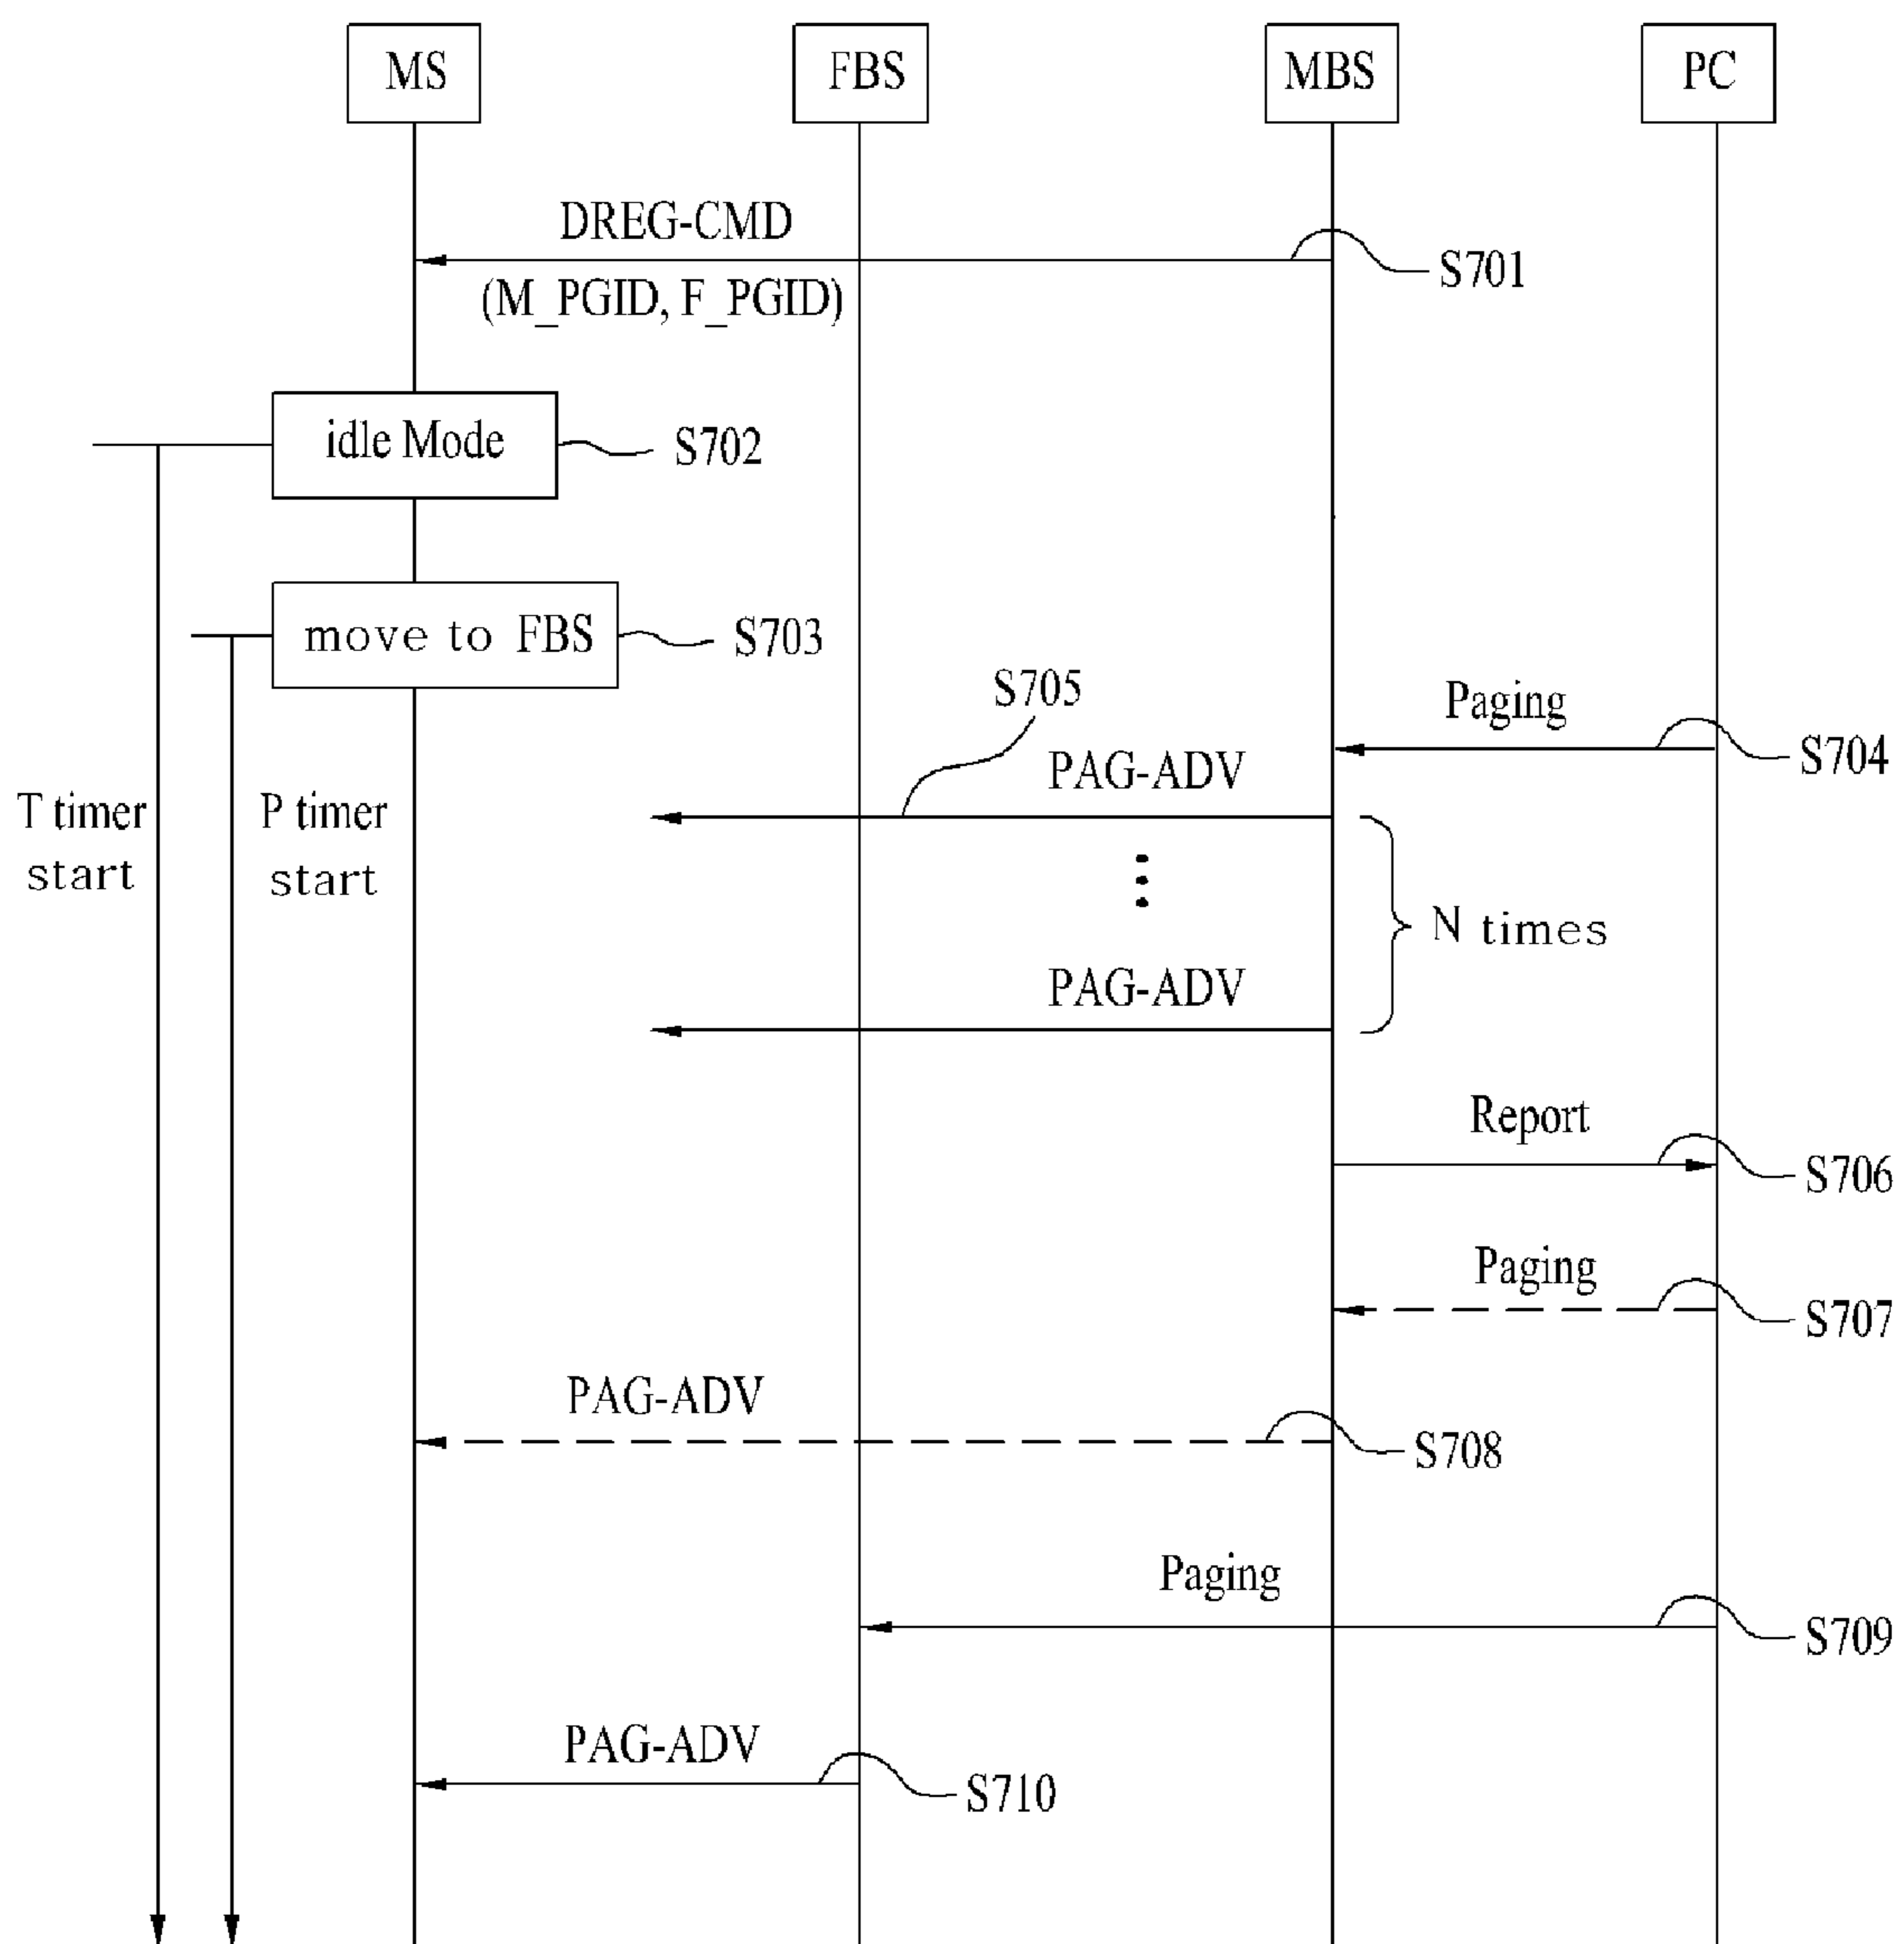 MS
FBS
MBS
PC
DREG-CMD
S701
(M_PGID, F_PGID)
idle Mode
S702
move to FBS
S703
S705
Paging
S704
PAG-ADV
T timer
start
P timer
start
N times
PAG-ADV
Report
S706
Paging
S707
PAG-ADV
S708
Paging
S709
PAG-ADV
S710